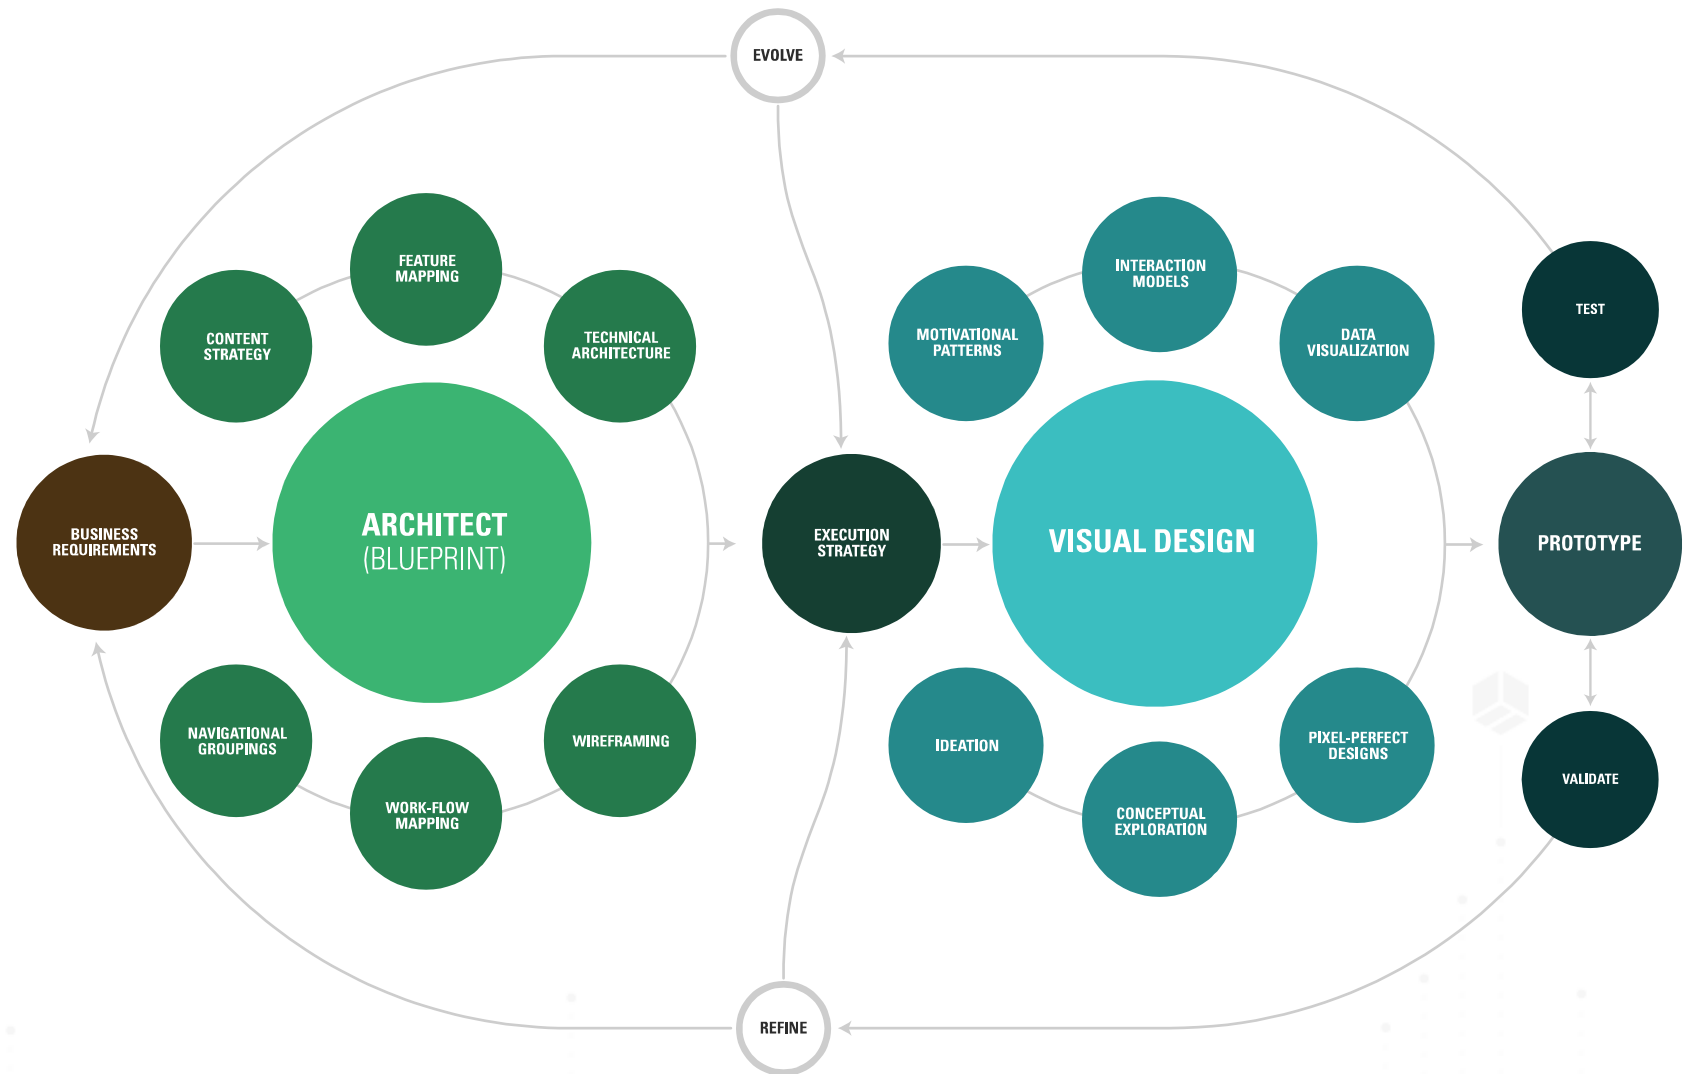 EVOLVE
FEATURE
MAPPING
CONTENT
STRATEGY
TECHNICAL
ARCHITECTURE
INTERACTION
MODELS
MOTIVATIONAL
PATTERNS
DATA
VISUALIZATION
TEST
BUSINESS
REQUIREMENTS
ARCHITECT
(BLUEPRINT)
EXECUTION
STRATEGY
VISUAL DESIGN
PROTOTYPE
NAVIGATIONAL
GROUPINGS
WORK-FLOW
MAPPING
WIREFRAMING
IDEATION
CONCEPTUAL
EXPLORATION
PIXEL-PERFECT
DESIGNS
VALIDATE
REFINE